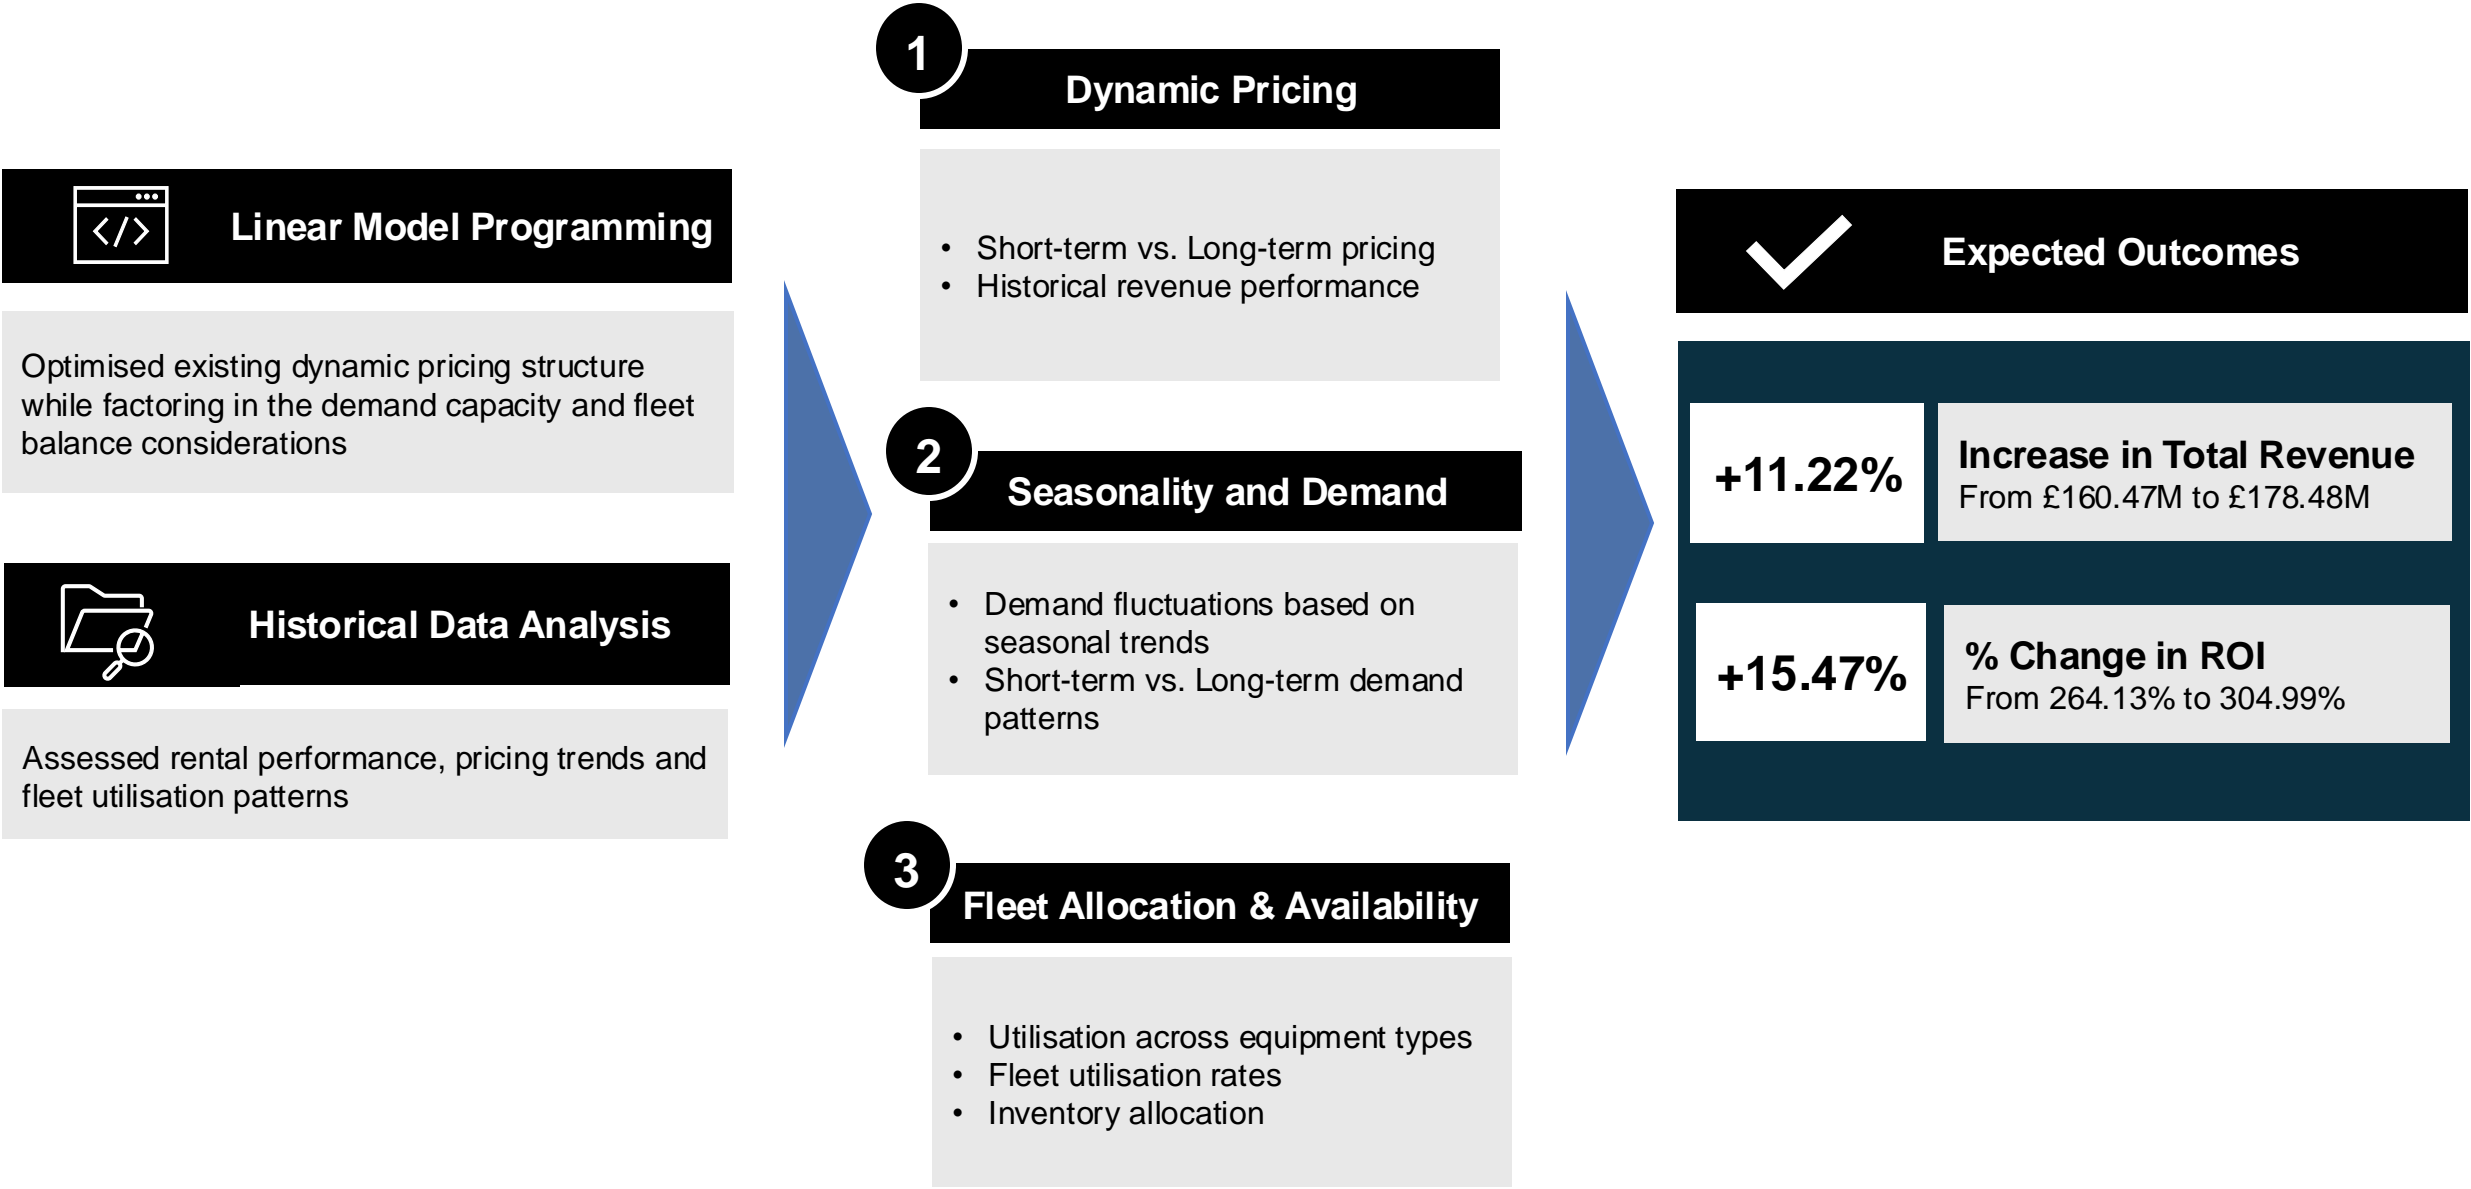 Linear Model Programming
Optimised existing dynamic pricing structure
while factoring in the demand capacity and fleet
balance considerations
Historical Data Analysis
Assessed rental performance, pricing trends and
fleet utilisation patterns
1
Dynamic Pricing
• Short-term vs. Long-term pricing
• Historical revenue performance
2
Seasonality and Demand
• Demand fluctuations based on
seasonal trends
• Short-term vs. Long-term demand
patterns
3
Fleet Allocation & Availability
• Utilisation across equipment types
• Fleet utilisation rates
• Inventory allocation
Expected Outcomes
+11.22%
Increase in Total Revenue
From £160.47M to £178.48M
+15.47%
% Change in ROI
From 264.13% to 304.99%